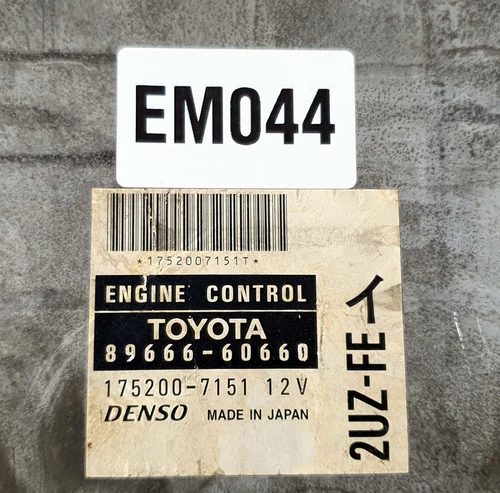 EM044
*1752007151T*
ENGINE CONTROL
TOYOTA
89666-60660
175200-7151 12V
DENSO MADE IN JAPAN
2UZ-FE イ